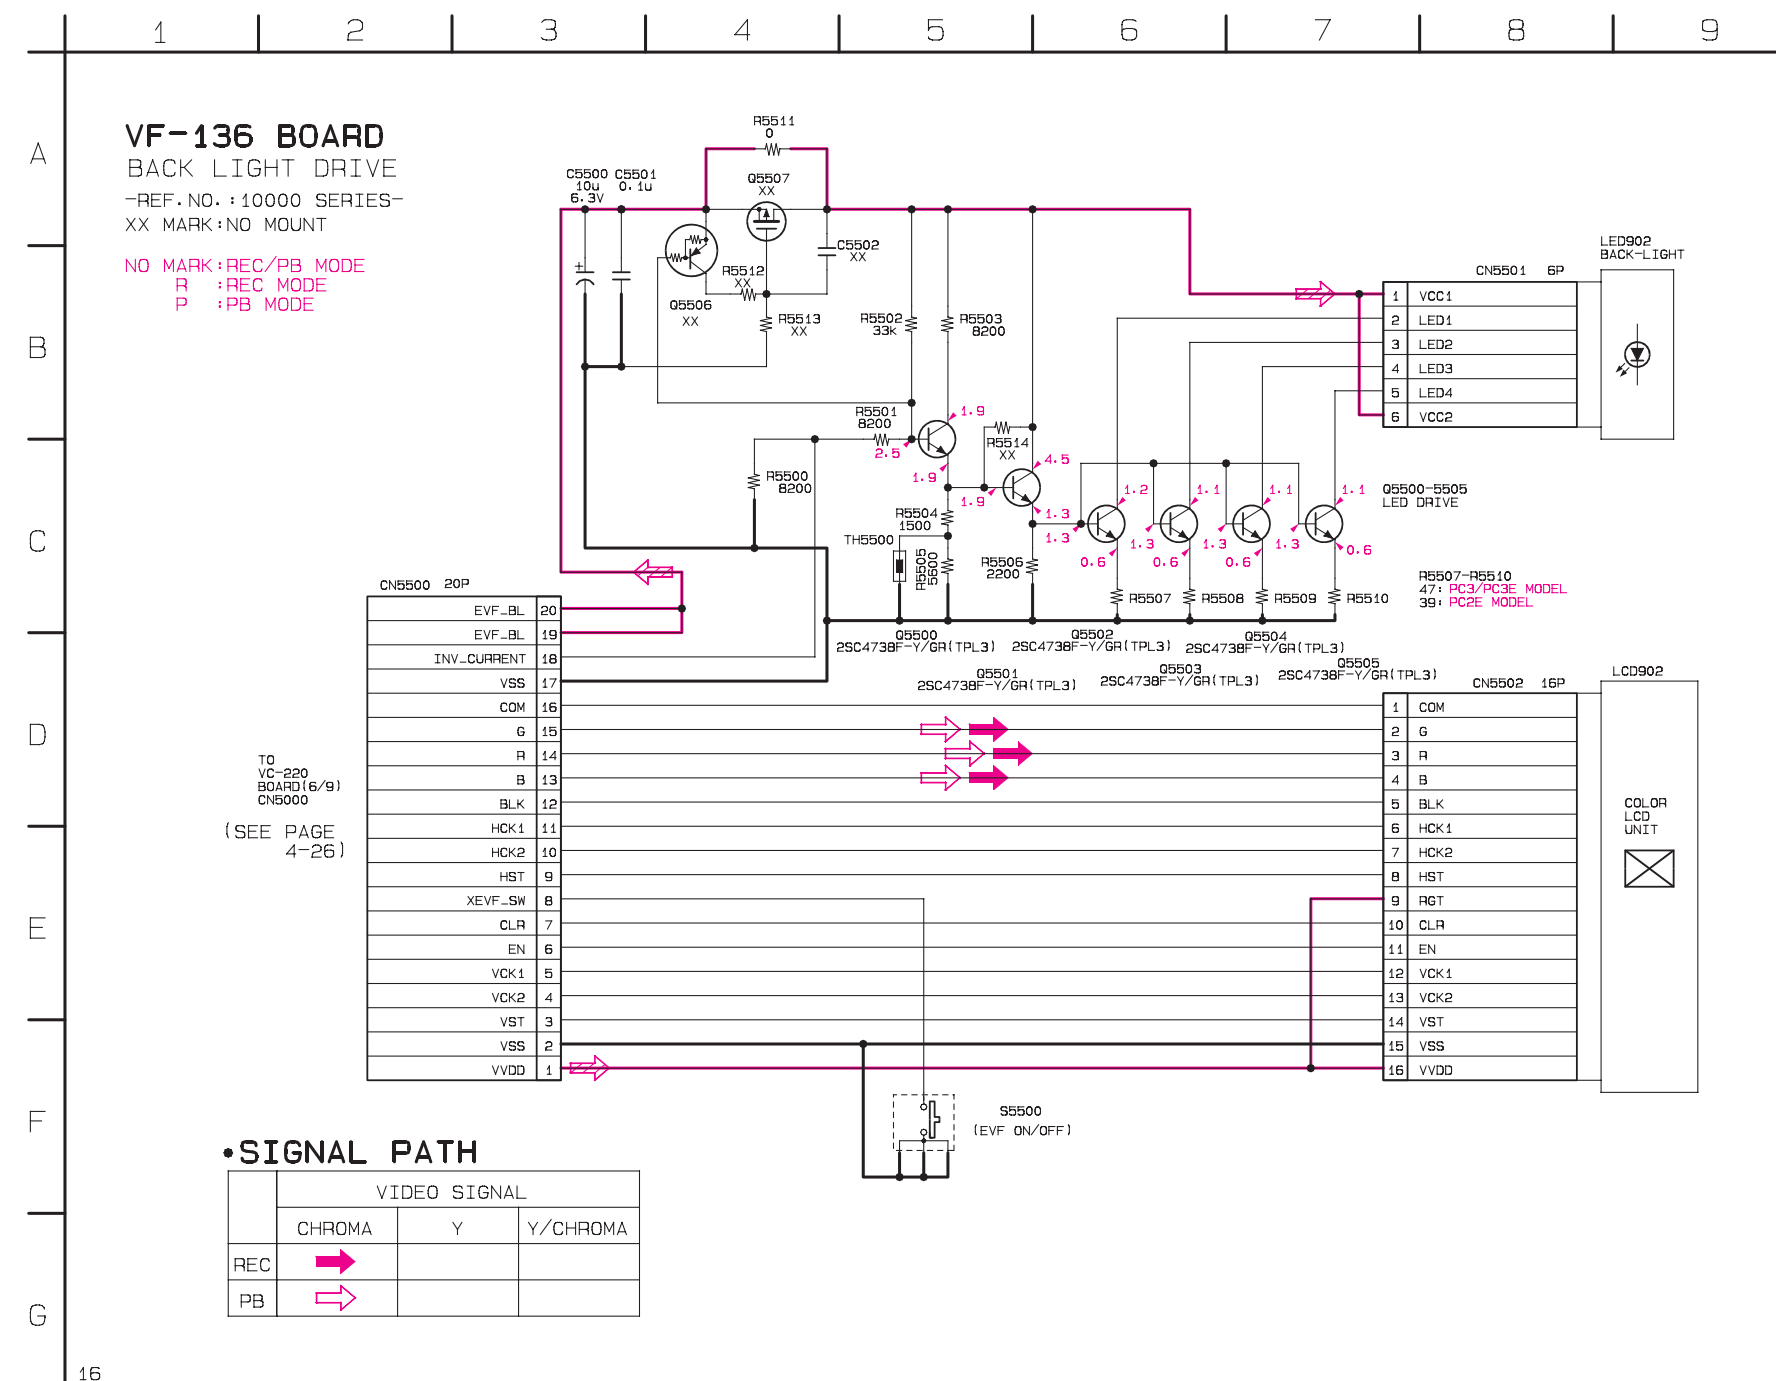 1 2 3 4 5 6 7 8 9
A
B
C
D
E
F
G
VF-136 BOARD
BACK LIGHT DRIVE
-REF.NO.:10000 SERIES-
XX MARK:NO MOUNT
NO MARK:REC/PB MODE
R :REC MODE
P :PB MODE
R5511
0
C5500
10u
6.3V
C5501
0.1u
Q5507
XX
C5502
XX
R5512
XX
Q5506
XX
R5513
XX
R5502
33k
R5503
8200
R5501
8200
1.9
2.5
1.9
R5514
XX
4.5
1.9
1.3
1.3
R5500
8200
R5504
1500
TH5500
R5505
5600
R5506
2200
1.2
1.1
1.1
1.1
1.3
1.3
1.3
0.6
0.6
0.6
0.6
R5507
R5508
R5509
R5510
Q5500-5505
LED DRIVE
R5507-R5510
47: PC3/PC3E MODEL
39: PC2E MODEL
Q5500
2SC4738F-Y/GR(TPL3)
Q5502
2SC4738F-Y/GR(TPL3)
Q5504
2SC4738F-Y/GR(TPL3)
Q5501
2SC4738F-Y/GR(TPL3)
Q5503
2SC4738F-Y/GR(TPL3)
Q5505
2SC4738F-Y/GR(TPL3)
CN5501 6P
1 VCC1
2 LED1
3 LED2
4 LED3
5 LED4
6 VCC2
LED902
BACK-LIGHT
CN5500 20P
EVF_BL 20
EVF_BL 19
INV_CURRENT 18
VSS 17
COM 16
G 15
R 14
B 13
BLK 12
HCK1 11
HCK2 10
HST 9
XEVF_SW 8
CLR 7
EN 6
VCK1 5
VCK2 4
VST 3
VSS 2
VVDD 1
TO
VC-220
BOARD(6/9)
CN5000
(SEE PAGE
4-26)
CN5502 16P
1 COM
2 G
3 R
4 B
5 BLK
6 HCK1
7 HCK2
8 HST
9 RGT
10 CLR
11 EN
12 VCK1
13 VCK2
14 VST
15 VSS
16 VVDD
LCD902
COLOR
LCD
UNIT
S5500
(EVF ON/OFF)
•SIGNAL PATH
VIDEO SIGNAL
CHROMA Y Y/CHROMA
REC
PB
16